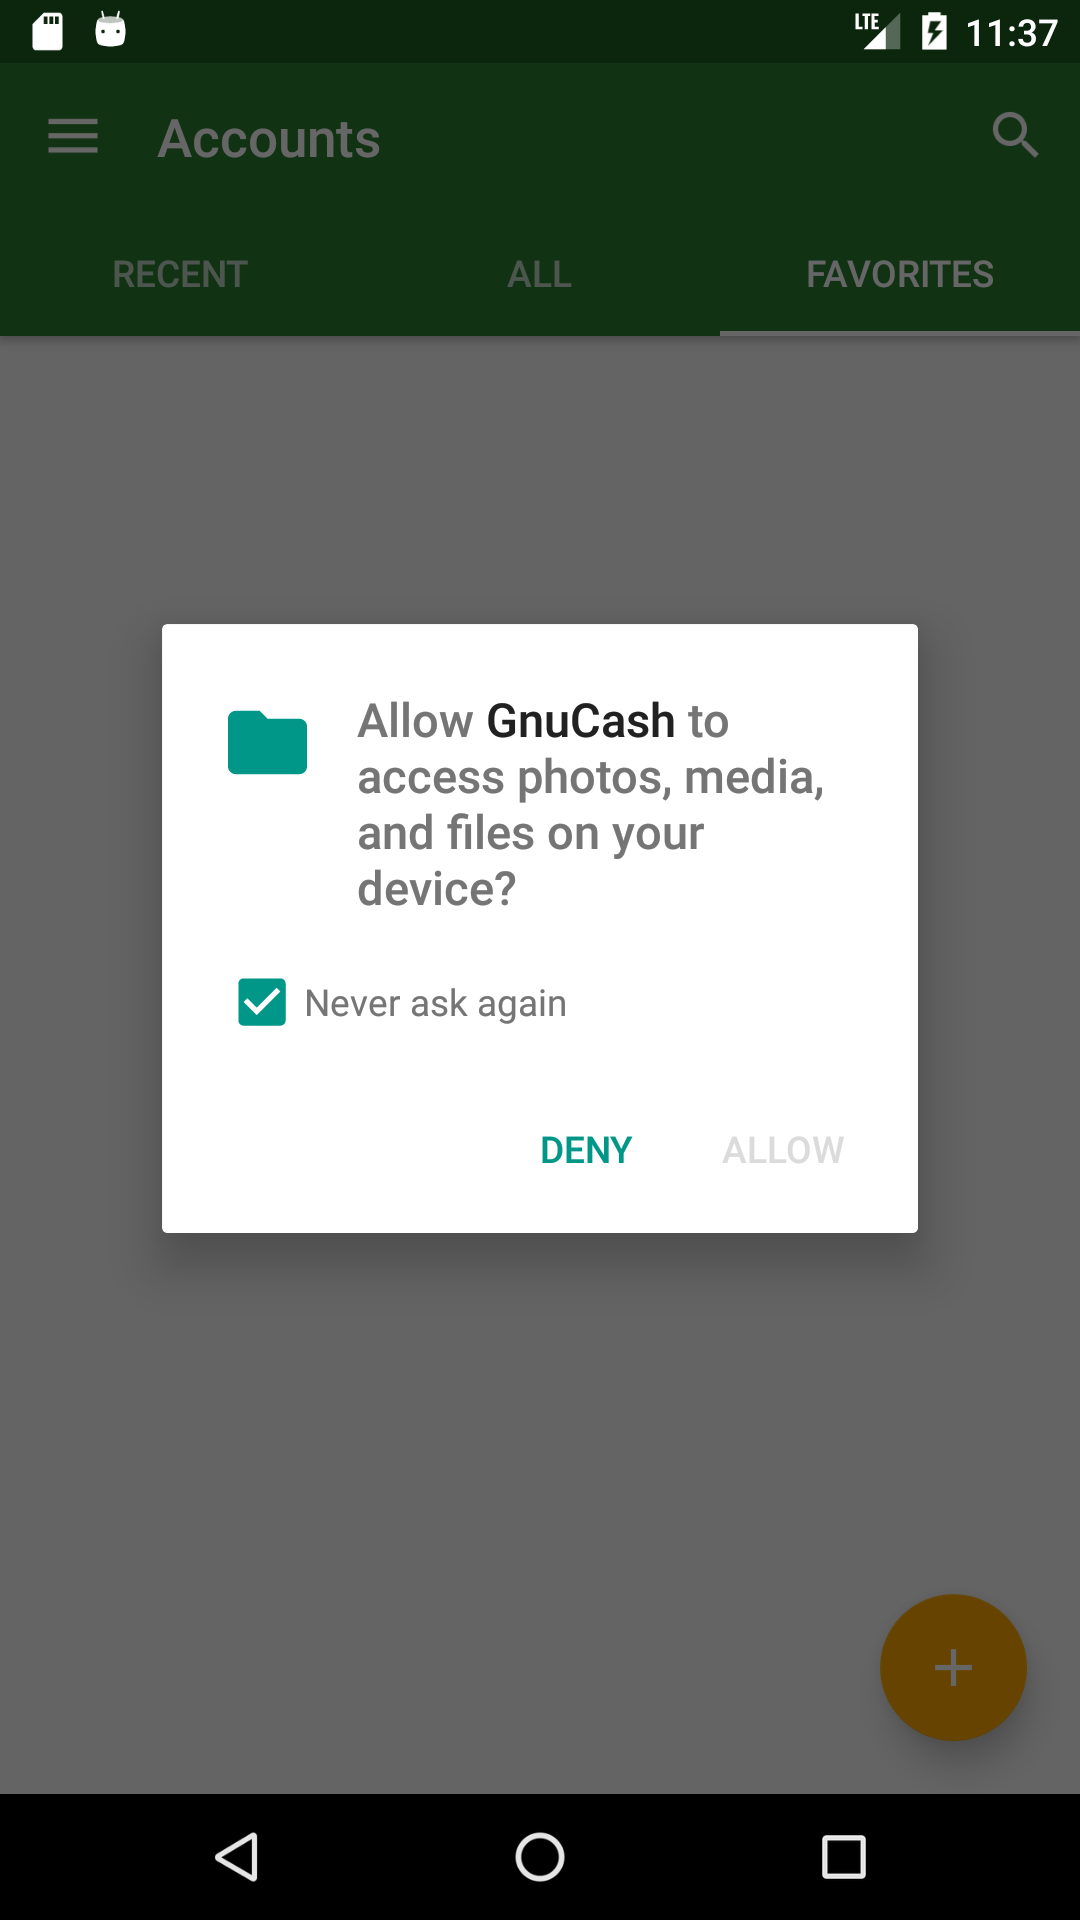 LTE 11:37
Accounts
RECENT ALL FAVORITES
Allow GnuCash to
access photos, media,
and files on your
device?
Never ask again
DENY ALLOW